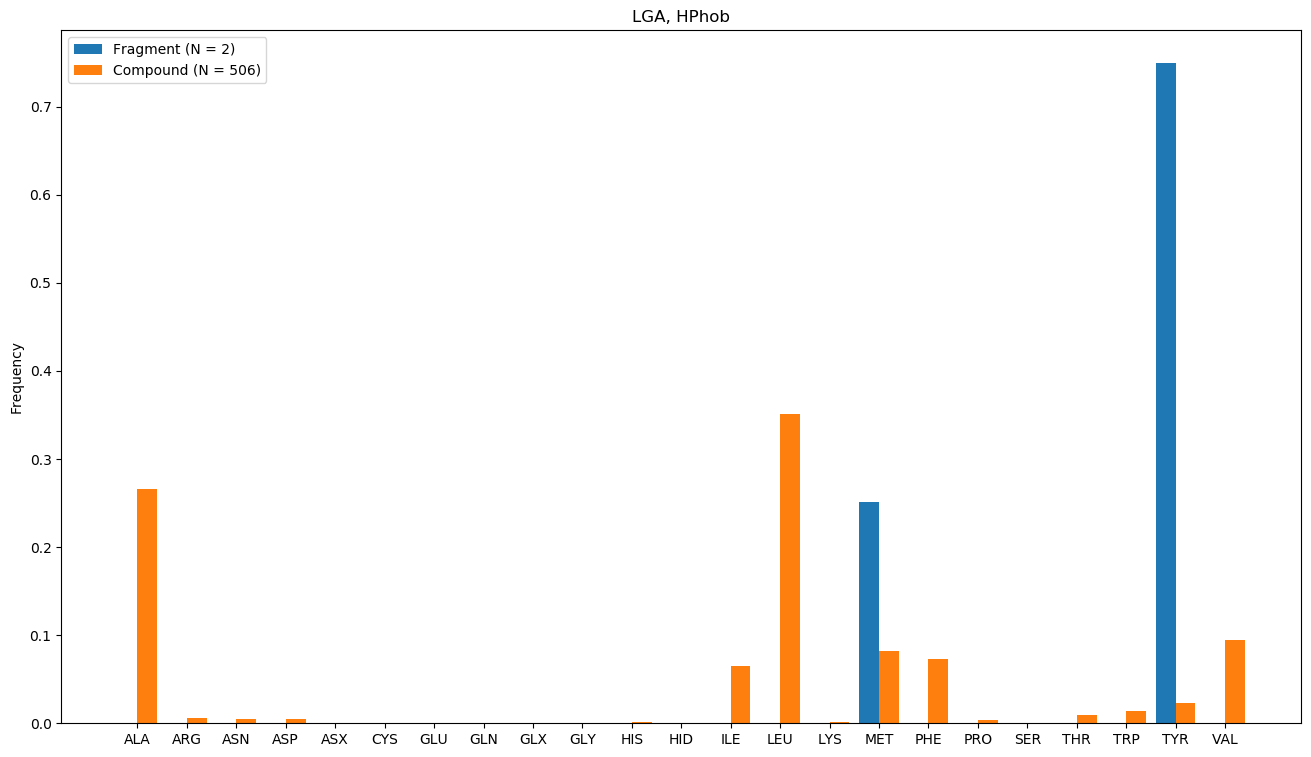 LGA, HPhob
Fragment (N = 2)
Compound (N = 506)
Frequency
0.7
0.6
0.5
0.4
0.3
0.2
0.1
0.0
ALA ARG ASN ASP ASX CYS GLU GLN GLX GLY HIS HID ILE LEU LYS MET PHE PRO SER THR TRP TYR VAL